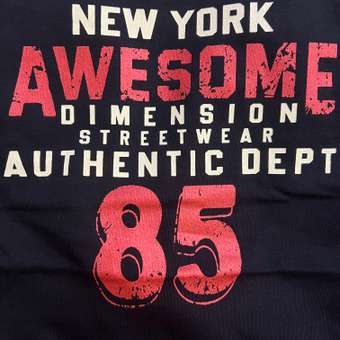 NEW YORK
AWESOME
DIMENSION
STREETWEAR
AUTHENTIC DEPT
85